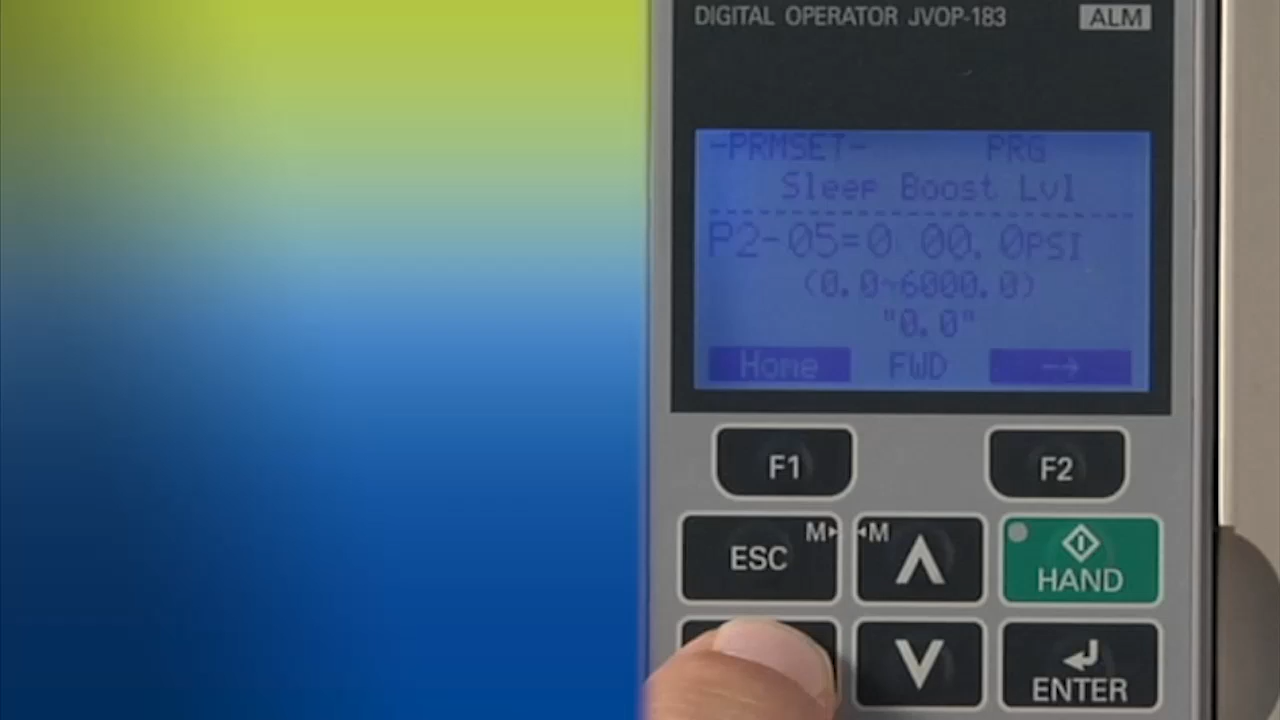 DIGITAL OPERATOR JVOP-183 ALM
-PRMSET- PRG
Sleep Boost Lvl
P2-05=0 00.0PSI
(0.0~6000.0)
"0.0"
Home FWD →
F1 F2
ESC M▸ ◂M HAND
ENTER